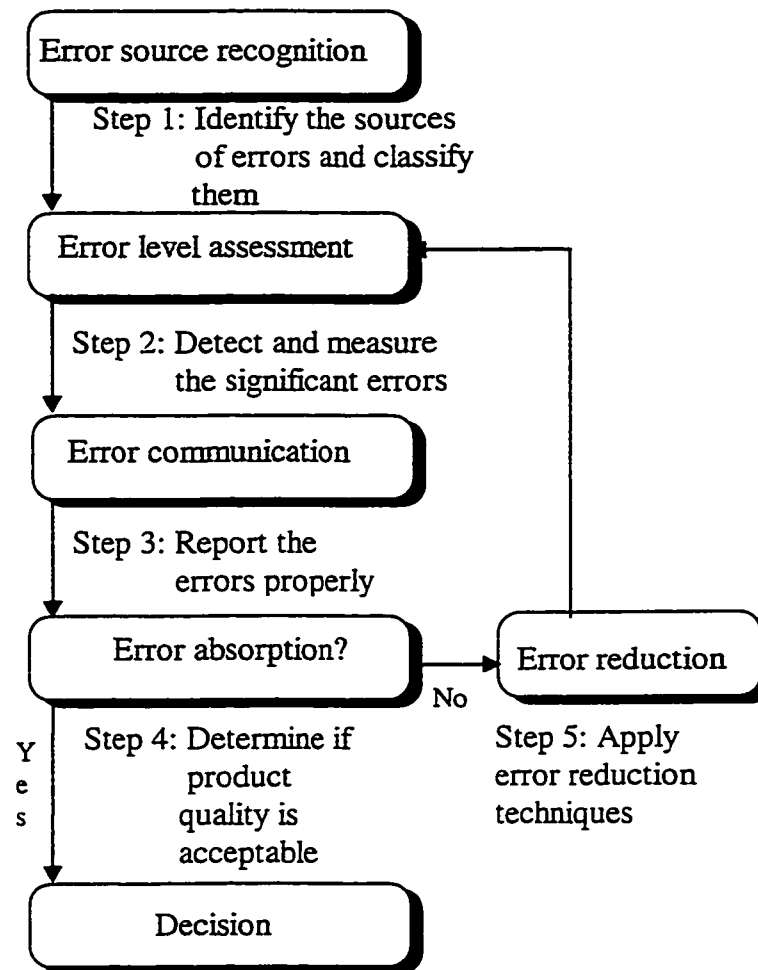 Error source recognition
Step 1: Identify the sources
of errors and classify
them
Error level assessment
Step 2: Detect and measure
the significant errors
Error communication
Step 3: Report the
errors properly
Error absorption?
No
Error reduction
Yes
Step 4: Determine if
product
quality is
acceptable
Step 5: Apply
error reduction
techniques
Decision